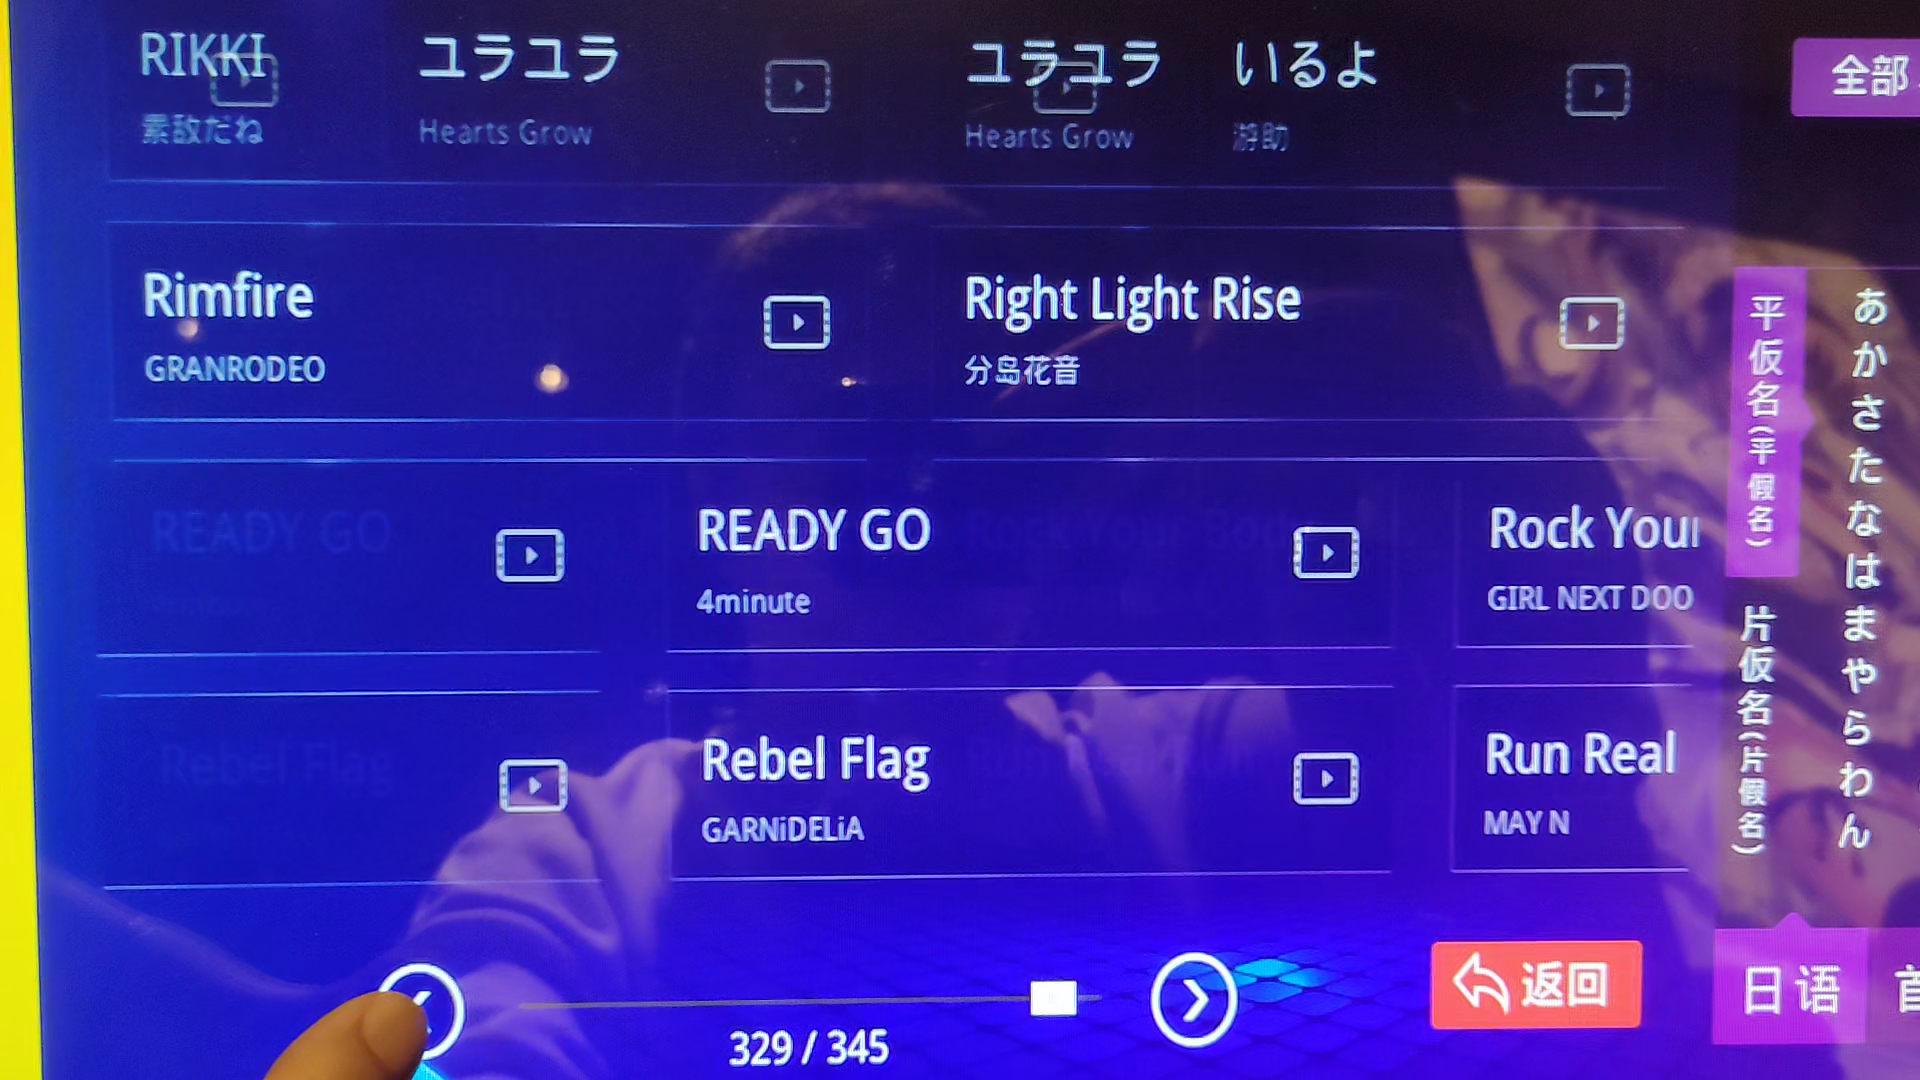 RIKKI
素敌だね
ユラユラ
Hearts Grow
ユラユラ
Hearts Grow
いるよ
游助
全部
Rimfire
GRANRODEO
Right Light Rise
分岛花音
READY GO
READY GO
4minute
Rock Your
GIRL NEXT DOO
Rebel Flag
Rebel Flag
GARNiDELiA
Run Real
MAY N
平仮名(平假名)
片仮名(片假名)
あかさたなはまやらわん
329 / 345
返回
日语